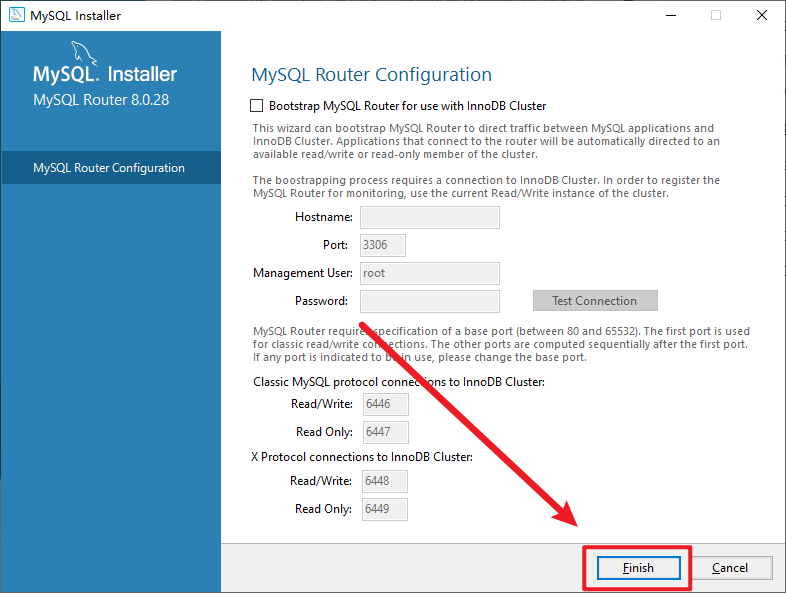 MySQL Installer
MySQL. Installer
MySQL Router 8.0.28
MySQL Router Configuration
MySQL Router Configuration
Bootstrap MySQL Router for use with InnoDB Cluster
This wizard can bootstrap MySQL Router to direct traffic between MySQL applications and
InnoDB Cluster. Applications that connect to the router will be automatically directed to an
available read/write or read-only member of the cluster.
The boostrapping process requires a connection to InnoDB Cluster. In order to register the
MySQL Router for monitoring, use the current Read/Write instance of the cluster.
Hostname:
Port: 3306
Management User: root
Password:
Test Connection
MySQL Router requires specification of a base port (between 80 and 65532). The first port is used
for classic read/write connections. The other ports are computed sequentially after the first port.
If any port is indicated to be in use, please change the base port.
Classic MySQL protocol connections to InnoDB Cluster:
Read/Write: 6446
Read Only: 6447
X Protocol connections to InnoDB Cluster:
Read/Write: 6448
Read Only: 6449
Finish Cancel